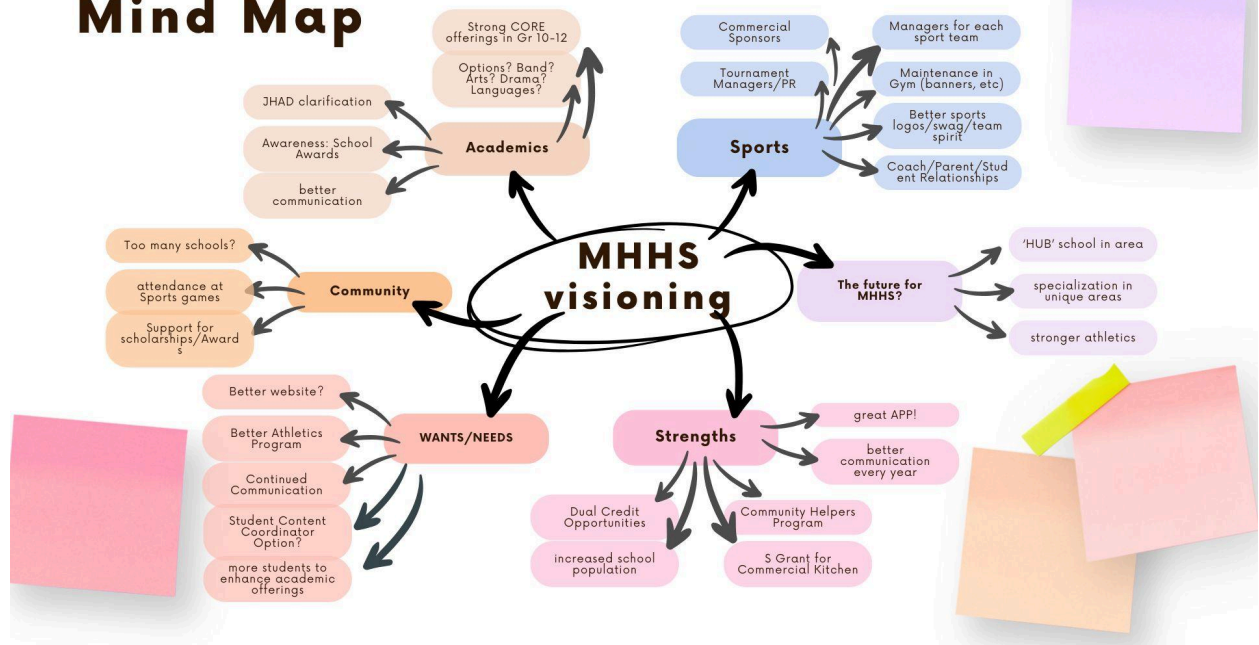 Mind Map
Strong CORE
offerings in Gr 10-12
Options? Band?
Arts? Drama?
Languages?
JHAD clarification
Awareness: School
Awards
better
communication
Academics
Commercial
Sponsors
Tournament
Managers/PR
Managers for each
sport team
Maintenance in
Gym (banners, etc)
Better sports
logos/swag/team
spirit
Coach/Parent/Stud
ent Relationships
Sports
MHHS
visioning
Too many schools?
attendance at
Sports games
Support for
scholarships/Award
s
Community
The future for
MHHS?
'HUB' school in area
specialization in
unique areas
stronger athletics
Better website?
Better Athletics
Program
Continued
Communication
Student Content
Coordinator
Option?
more students to
enhance academic
offerings
WANTS/NEEDS
Strengths
great APP!
better
communication
every year
Dual Credit
Opportunities
increased school
population
Community Helpers
Program
S Grant for
Commercial Kitchen